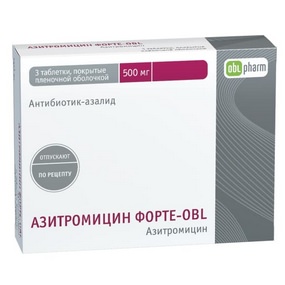 3 таблетки, покрытые
пленочной оболочкой
500 мг
obl pharm
Антибиотик-азалид
ОТПУСКАЮТ
ПО РЕЦЕПТУ
АЗИТРОМИЦИН ФОРТЕ-OBL
Азитромицин